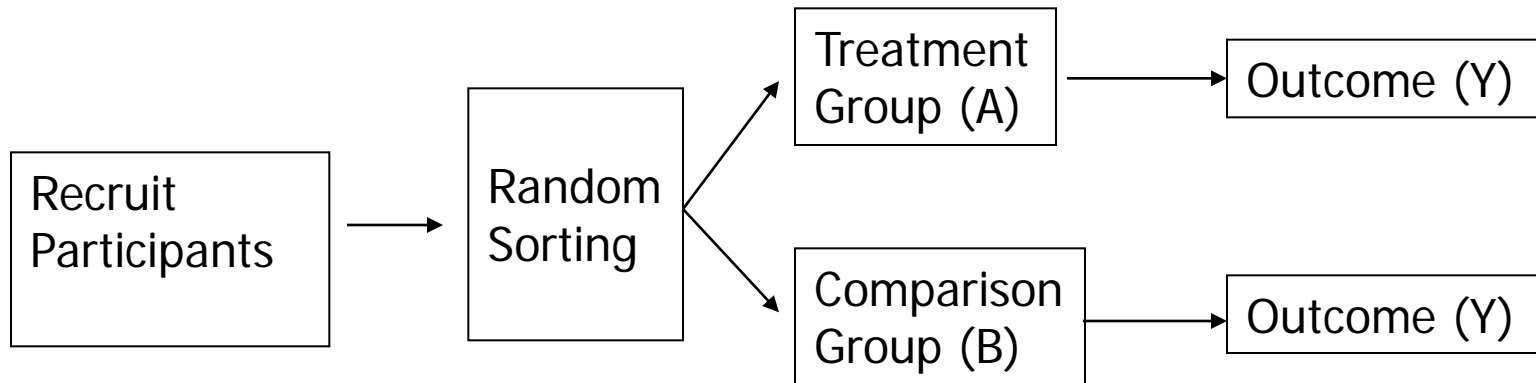 Recruit
Participants
Random
Sorting
Treatment
Group (A)
Outcome (Y)
Comparison
Group (B)
Outcome (Y)